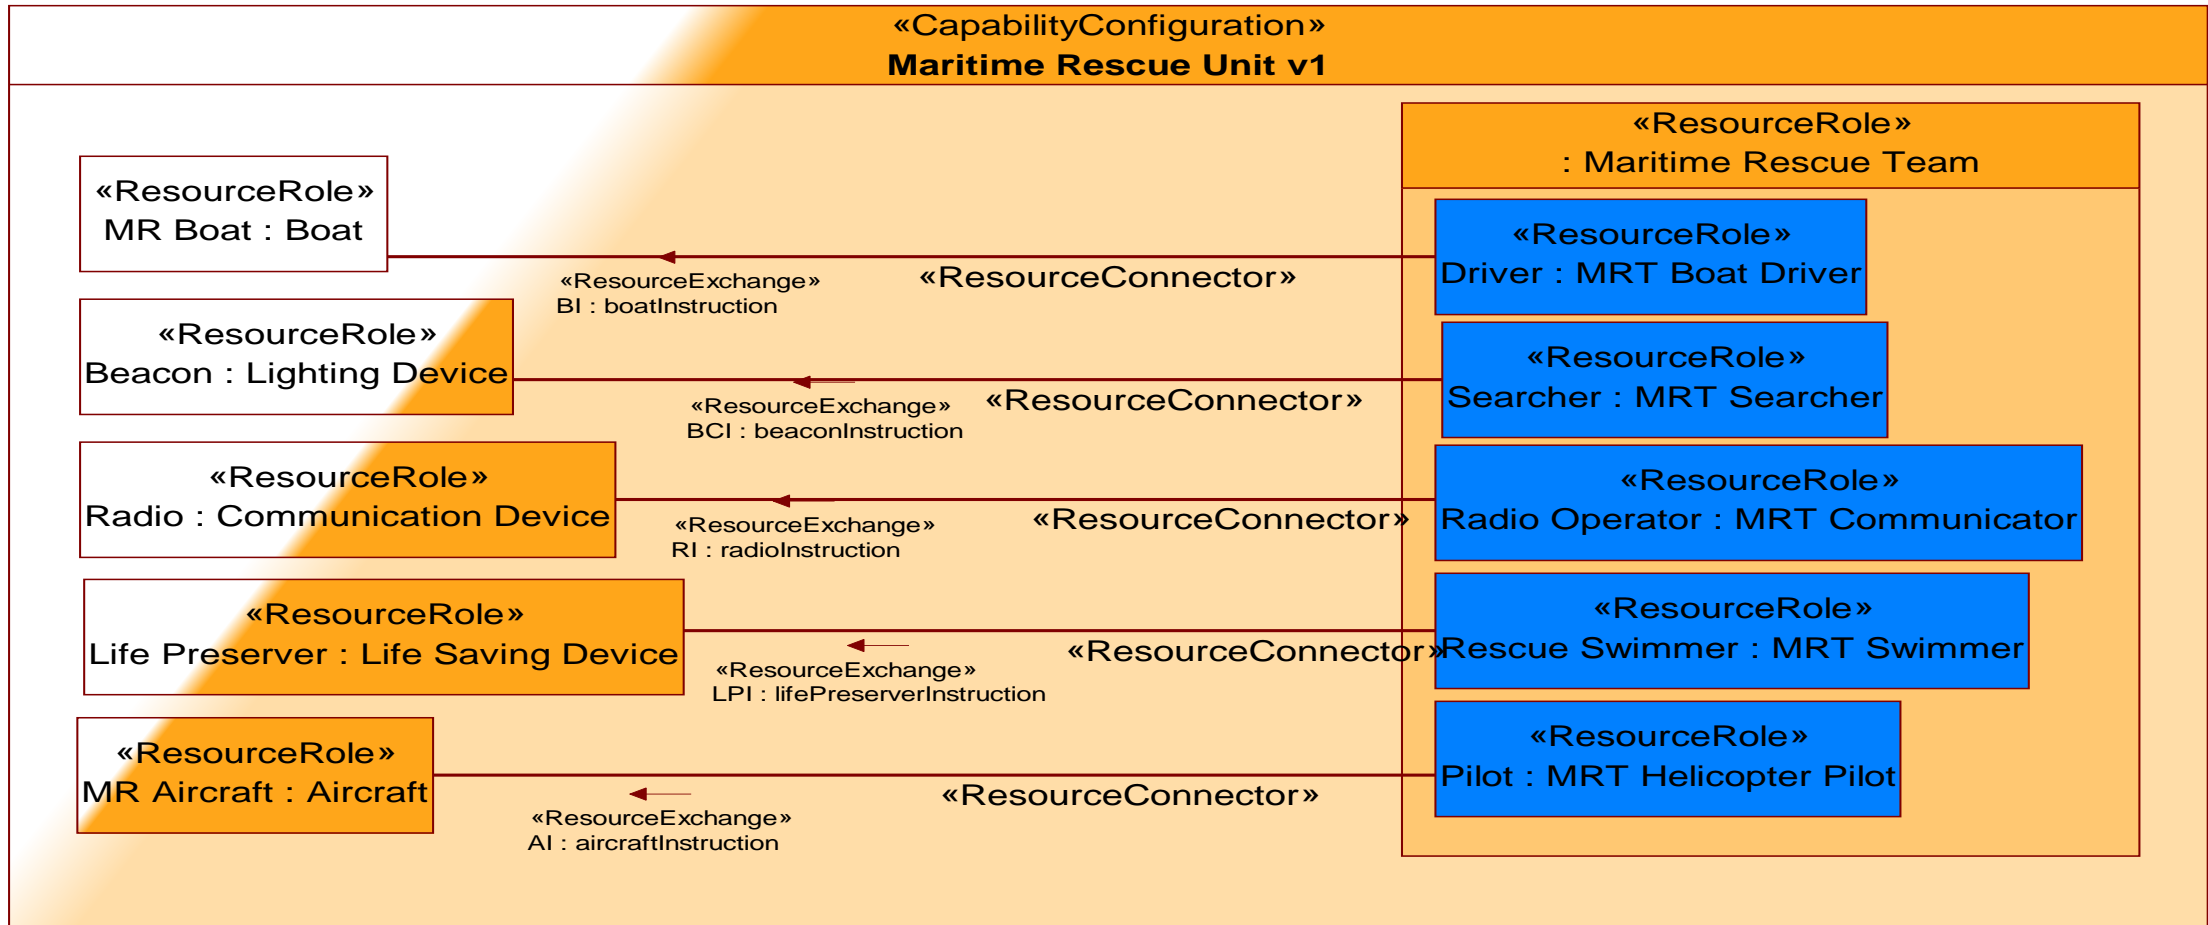 «CapabilityConfiguration»
Maritime Rescue Unit v1
«ResourceRole»
: Maritime Rescue Team
«ResourceRole»
MR Boat : Boat
«ResourceExchange»
BI : boatInstruction
«ResourceConnector»
«ResourceRole»
Driver : MRT Boat Driver
«ResourceRole»
Beacon : Lighting Device
«ResourceExchange»
BCI : beaconInstruction
«ResourceConnector»
«ResourceRole»
Searcher : MRT Searcher
«ResourceRole»
Radio : Communication Device
«ResourceExchange»
RI : radioInstruction
«ResourceConnector»
«ResourceRole»
Radio Operator : MRT Communicator
«ResourceRole»
Life Preserver : Life Saving Device
«ResourceExchange»
LPI : lifePreserverInstruction
«ResourceConnector»
«ResourceRole»
Rescue Swimmer : MRT Swimmer
«ResourceRole»
MR Aircraft : Aircraft
«ResourceExchange»
AI : aircraftInstruction
«ResourceConnector»
«ResourceRole»
Pilot : MRT Helicopter Pilot